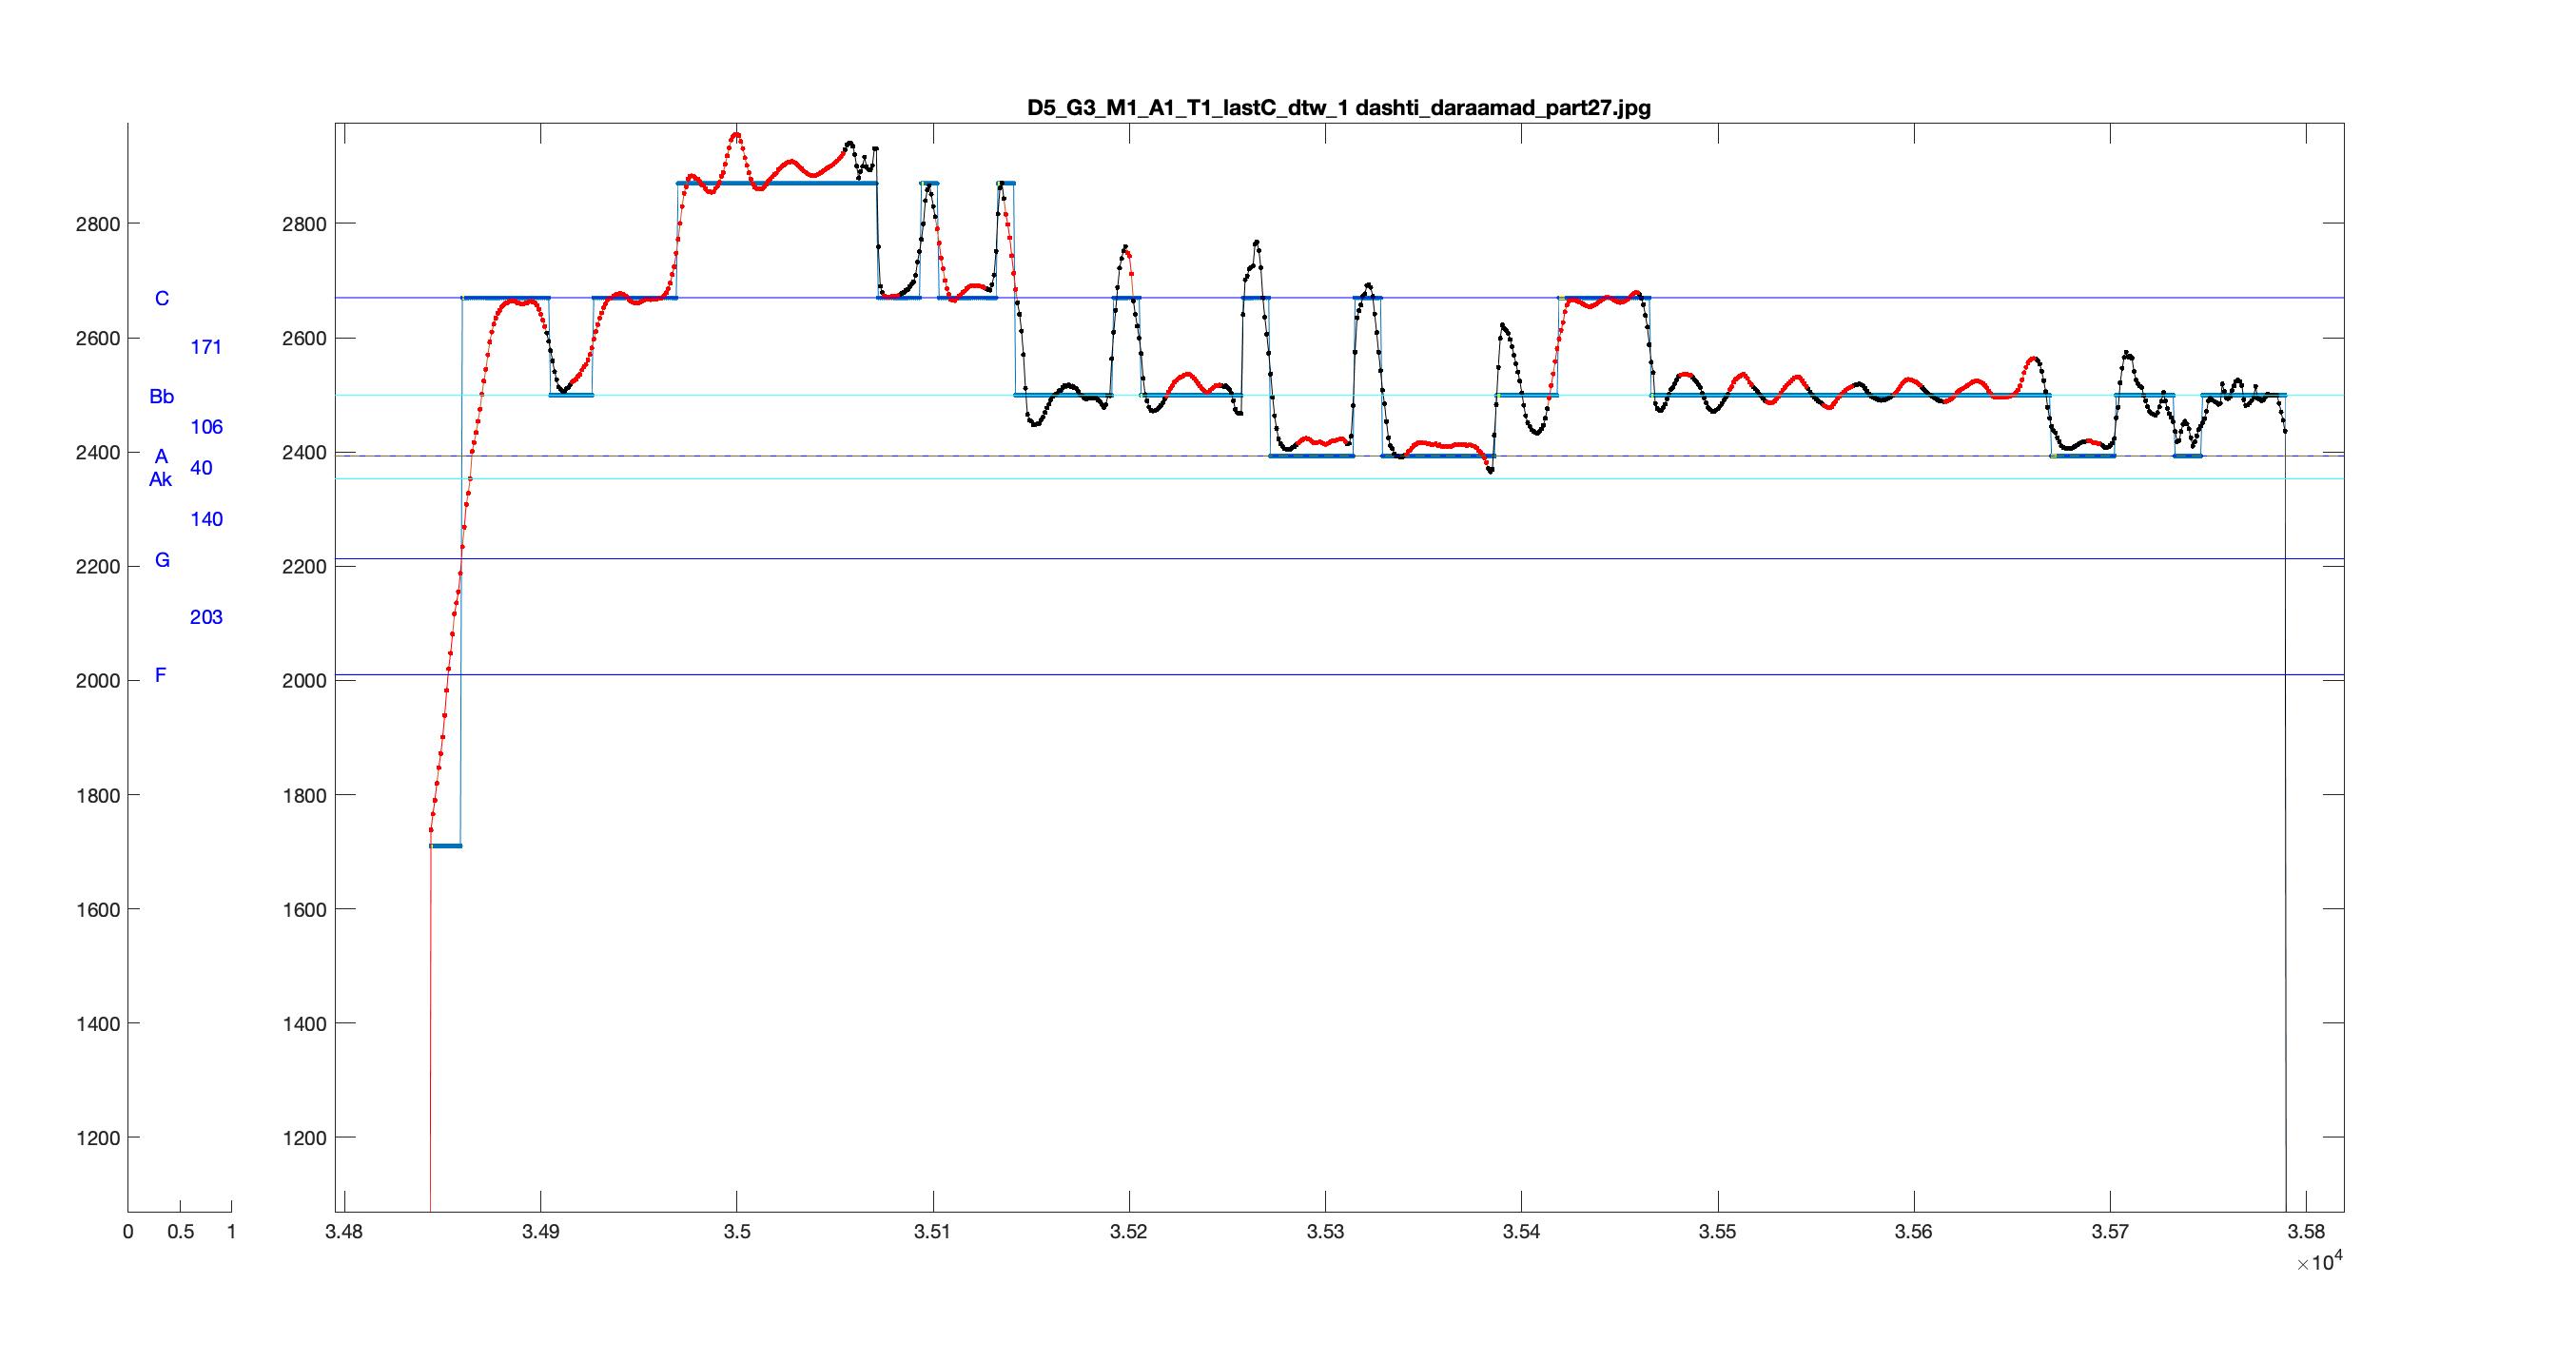 D5_G3_M1_A1_T1_lastC_dtw_1 dashti_daraamad_part27.jpg
2800 2800
C
2600 171 2600
Bb
106
2400 A 2400
40
Ak
140
2200 G 2200
203
2000 F 2000
1800 1800
1600 1600
1400 1400
1200 1200
0 0.5 1 3.48 3.49 3.5 3.51 3.52 3.53 3.54 3.55 3.56 3.57 3.58
×10⁴